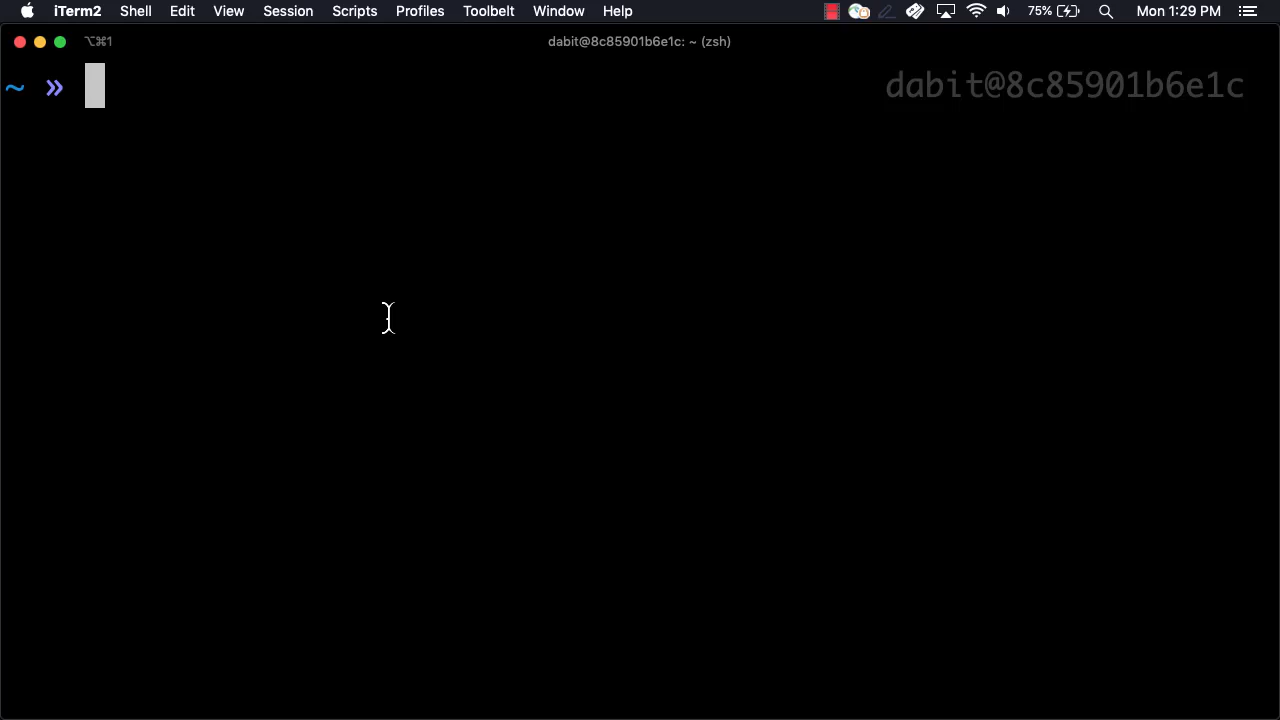 iTerm2 Shell Edit View Session Scripts Profiles Toolbelt Window Help 75% Mon 1:29 PM
⌥⌘1 dabit@8c85901b6e1c: ~ (zsh)
~ » dabit@8c85901b6e1c